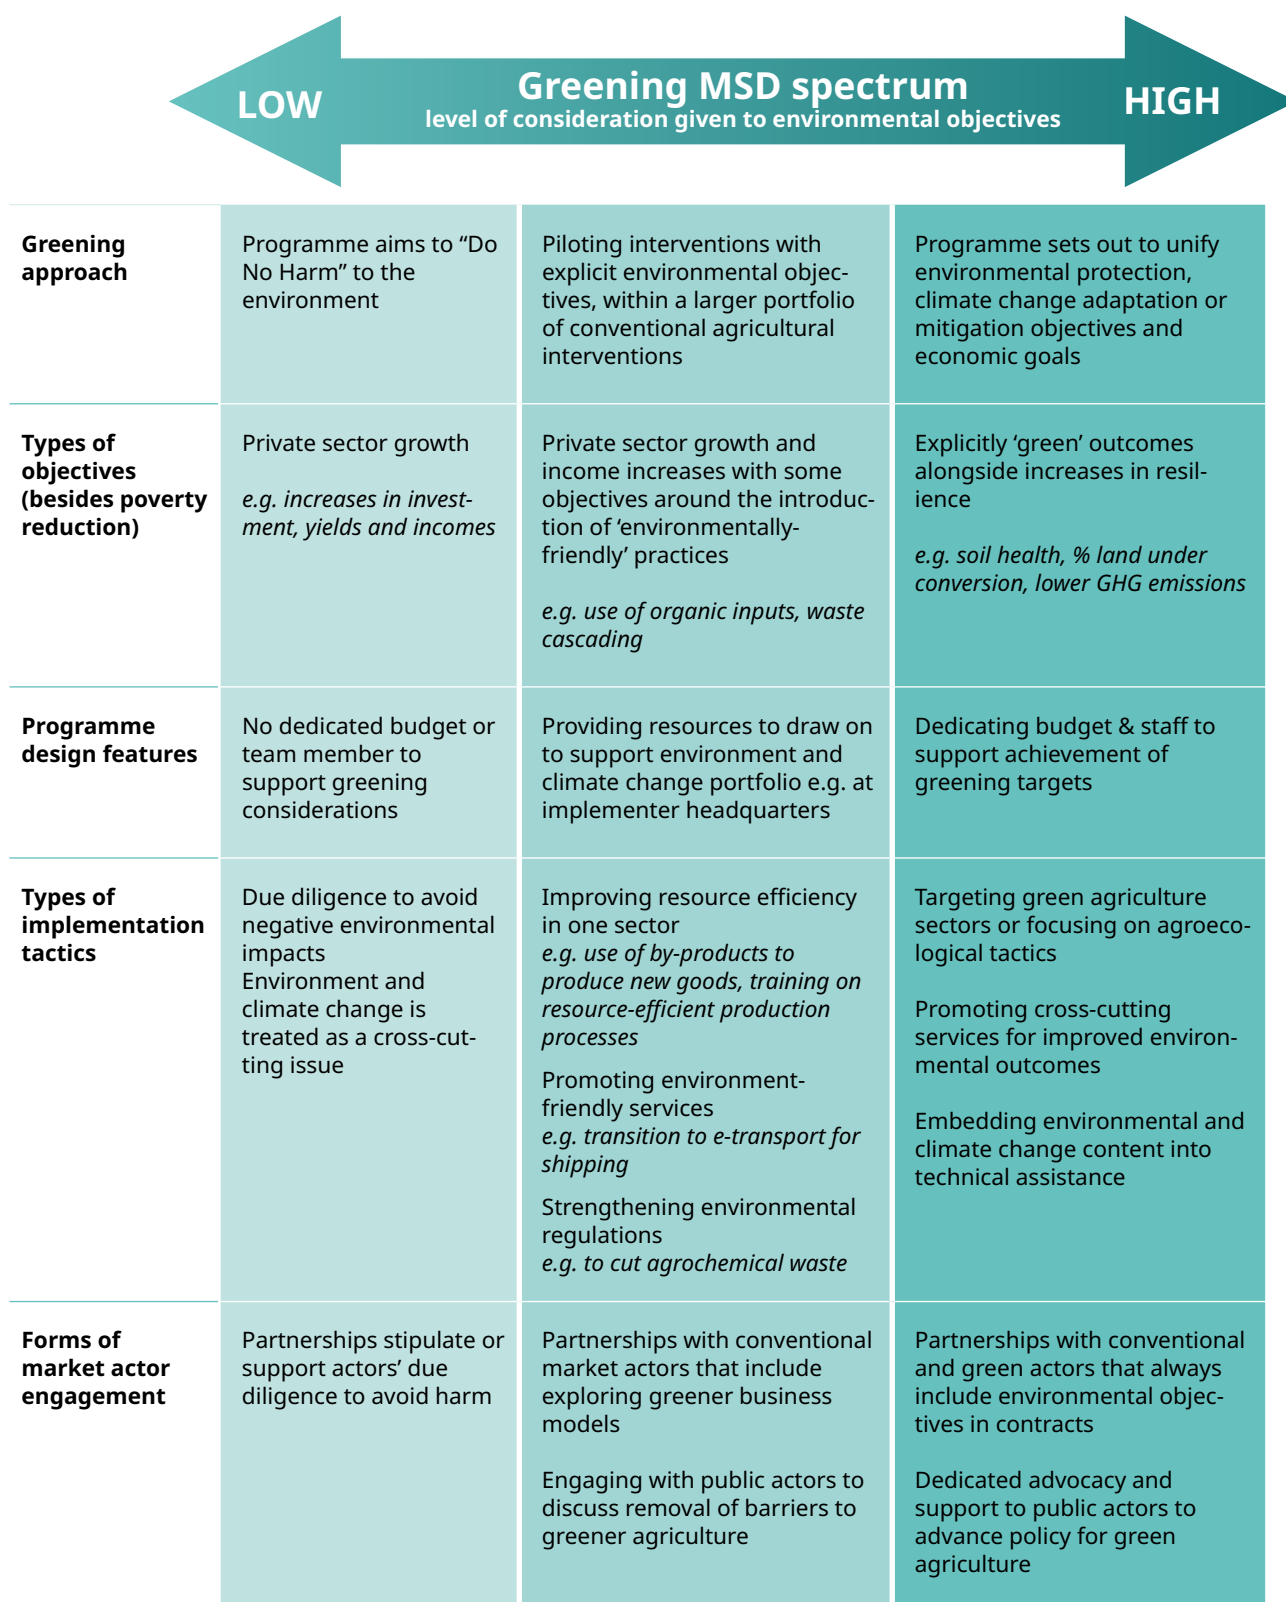 LOW
Greening MSD spectrum
level of consideration given to environmental objectives
HIGH
Greening
approach
Programme aims to “Do
No Harm” to the
environment
Piloting interventions with
explicit environmental objec-
tives, within a larger portfolio
of conventional agricultural
interventions
Programme sets out to unify
environmental protection,
climate change adaptation or
mitigation objectives and
economic goals
Types of
objectives
(besides poverty
reduction)
Private sector growth
e.g. increases in invest-
ment, yields and incomes
Private sector growth and
income increases with some
objectives around the introduc-
tion of ‘environmentally-
friendly’ practices
e.g. use of organic inputs, waste
cascading
Explicitly ‘green’ outcomes
alongside increases in resil-
ience
e.g. soil health, % land under
conversion, lower GHG emissions
Programme
design features
No dedicated budget or
team member to
support greening
considerations
Providing resources to draw on
to support environment and
climate change portfolio e.g. at
implementer headquarters
Dedicating budget & staff to
support achievement of
greening targets
Types of
implementation
tactics
Due diligence to avoid
negative environmental
impacts
Environment and
climate change is
treated as a cross-cut-
ting issue
Improving resource efficiency
in one sector
e.g. use of by-products to
produce new goods, training on
resource-efficient production
processes
Promoting environment-
friendly services
e.g. transition to e-transport for
shipping
Strengthening environmental
regulations
e.g. to cut agrochemical waste
Targeting green agriculture
sectors or focusing on agroeco-
logical tactics
Promoting cross-cutting
services for improved environ-
mental outcomes
Embedding environmental and
climate change content into
technical assistance
Forms of
market actor
engagement
Partnerships stipulate or
support actors’ due
diligence to avoid harm
Partnerships with conventional
market actors that include
exploring greener business
models
Engaging with public actors to
discuss removal of barriers to
greener agriculture
Partnerships with conventional
and green actors that always
include environmental objec-
tives in contracts
Dedicated advocacy and
support to public actors to
advance policy for green
agriculture